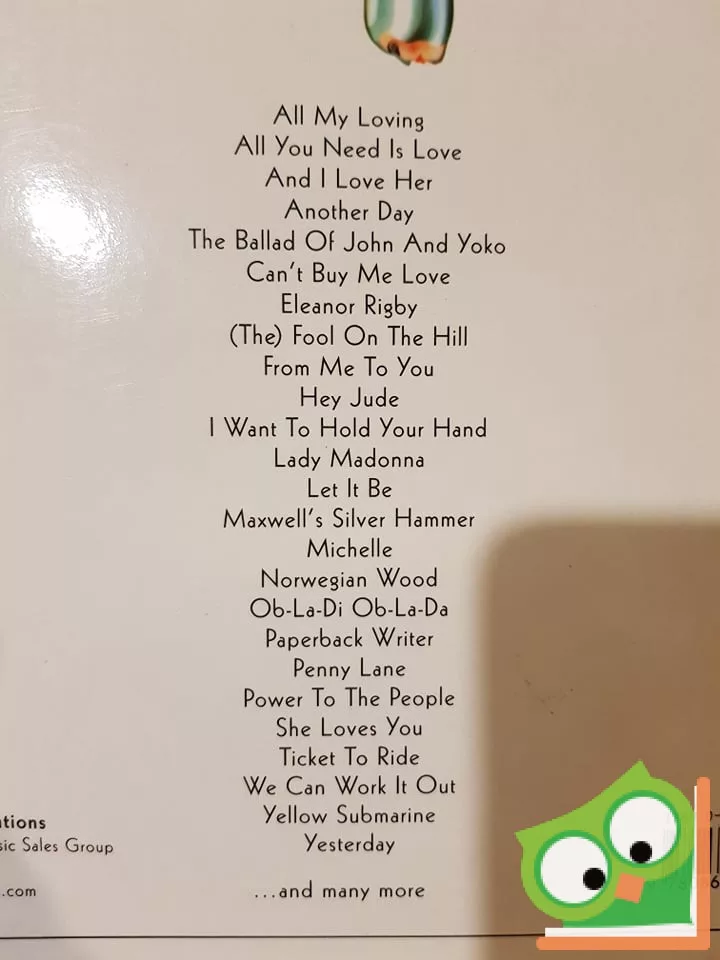 All My Loving
All You Need Is Love
And I Love Her
Another Day
The Ballad Of John And Yoko
Can't Buy Me Love
Eleanor Rigby
(The) Fool On The Hill
From Me To You
Hey Jude
I Want To Hold Your Hand
Lady Madonna
Let It Be
Maxwell's Silver Hammer
Michelle
Norwegian Wood
Ob-La-Di Ob-La-Da
Paperback Writer
Penny Lane
Power To The People
She Loves You
Ticket To Ride
We Can Work It Out
Yellow Submarine
Yesterday
...and many more
Sales Group
.com